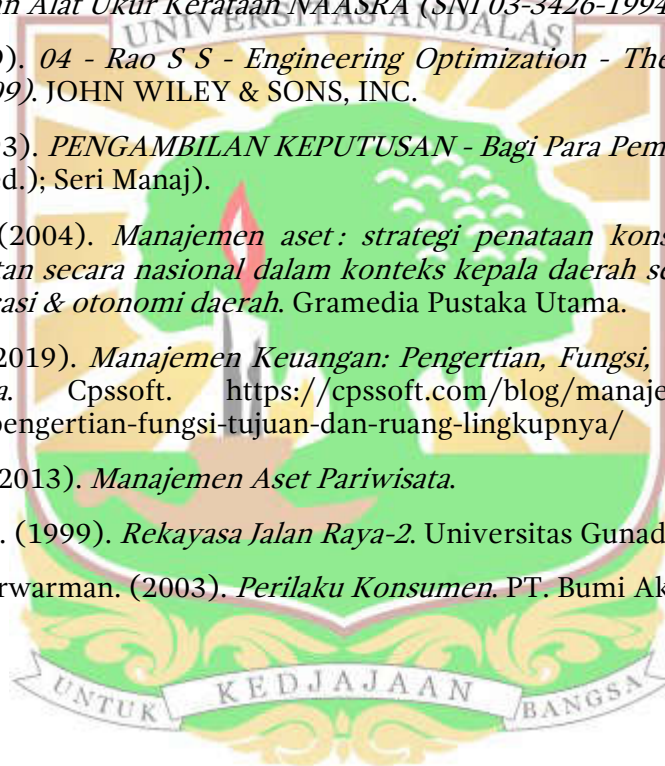 an Alat Ukur Kerataan NAASRA (SNI 03-3426-1994
UNIVERSITAS ANDALAS
9). 04 - Rao S S - Engineering Optimization - The
99). JOHN WILEY & SONS, INC.
93). PENGAMBILAN KEPUTUSAN - Bagi Para Pem
ed.); Seri Manaj).
(2004). Manajemen aset : strategi penataan kons
tan secara nasional dalam konteks kepala daerah se
asi & otonomi daerah. Gramedia Pustaka Utama.
2019). Manajemen Keuangan: Pengertian, Fungsi,
a. Cpssoft. https://cpssoft.com/blog/manaje
pengertian-fungsi-tujuan-dan-ruang-lingkupnya/
2013). Manajemen Aset Pariwisata.
. (1999). Rekayasa Jalan Raya-2. Universitas Gunad
rwarman. (2003). Perilaku Konsumen. PT. Bumi Ak
UNTUK KEDJAJAAN BANGSA